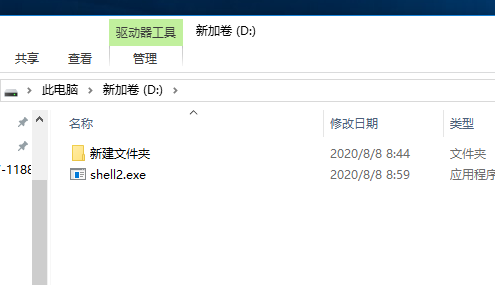 驱动器工具 新加卷 (D:)
共享 查看 管理
此电脑 新加卷 (D:)
名称 修改日期 类型
新建文件夹 2020/8/8 8:44 文件夹
-1188 shell2.exe 2020/8/8 8:59 应用程序